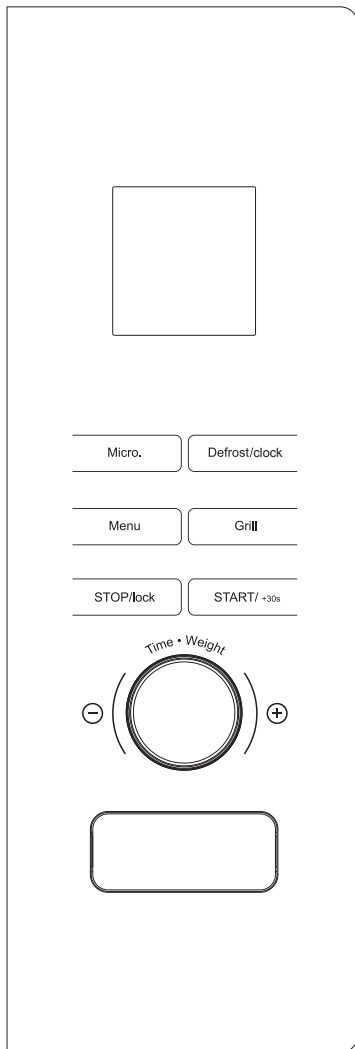 Micro. Defrost/clock
Menu Grill
STOP/lock START/ +30s
Time • Weight
− +